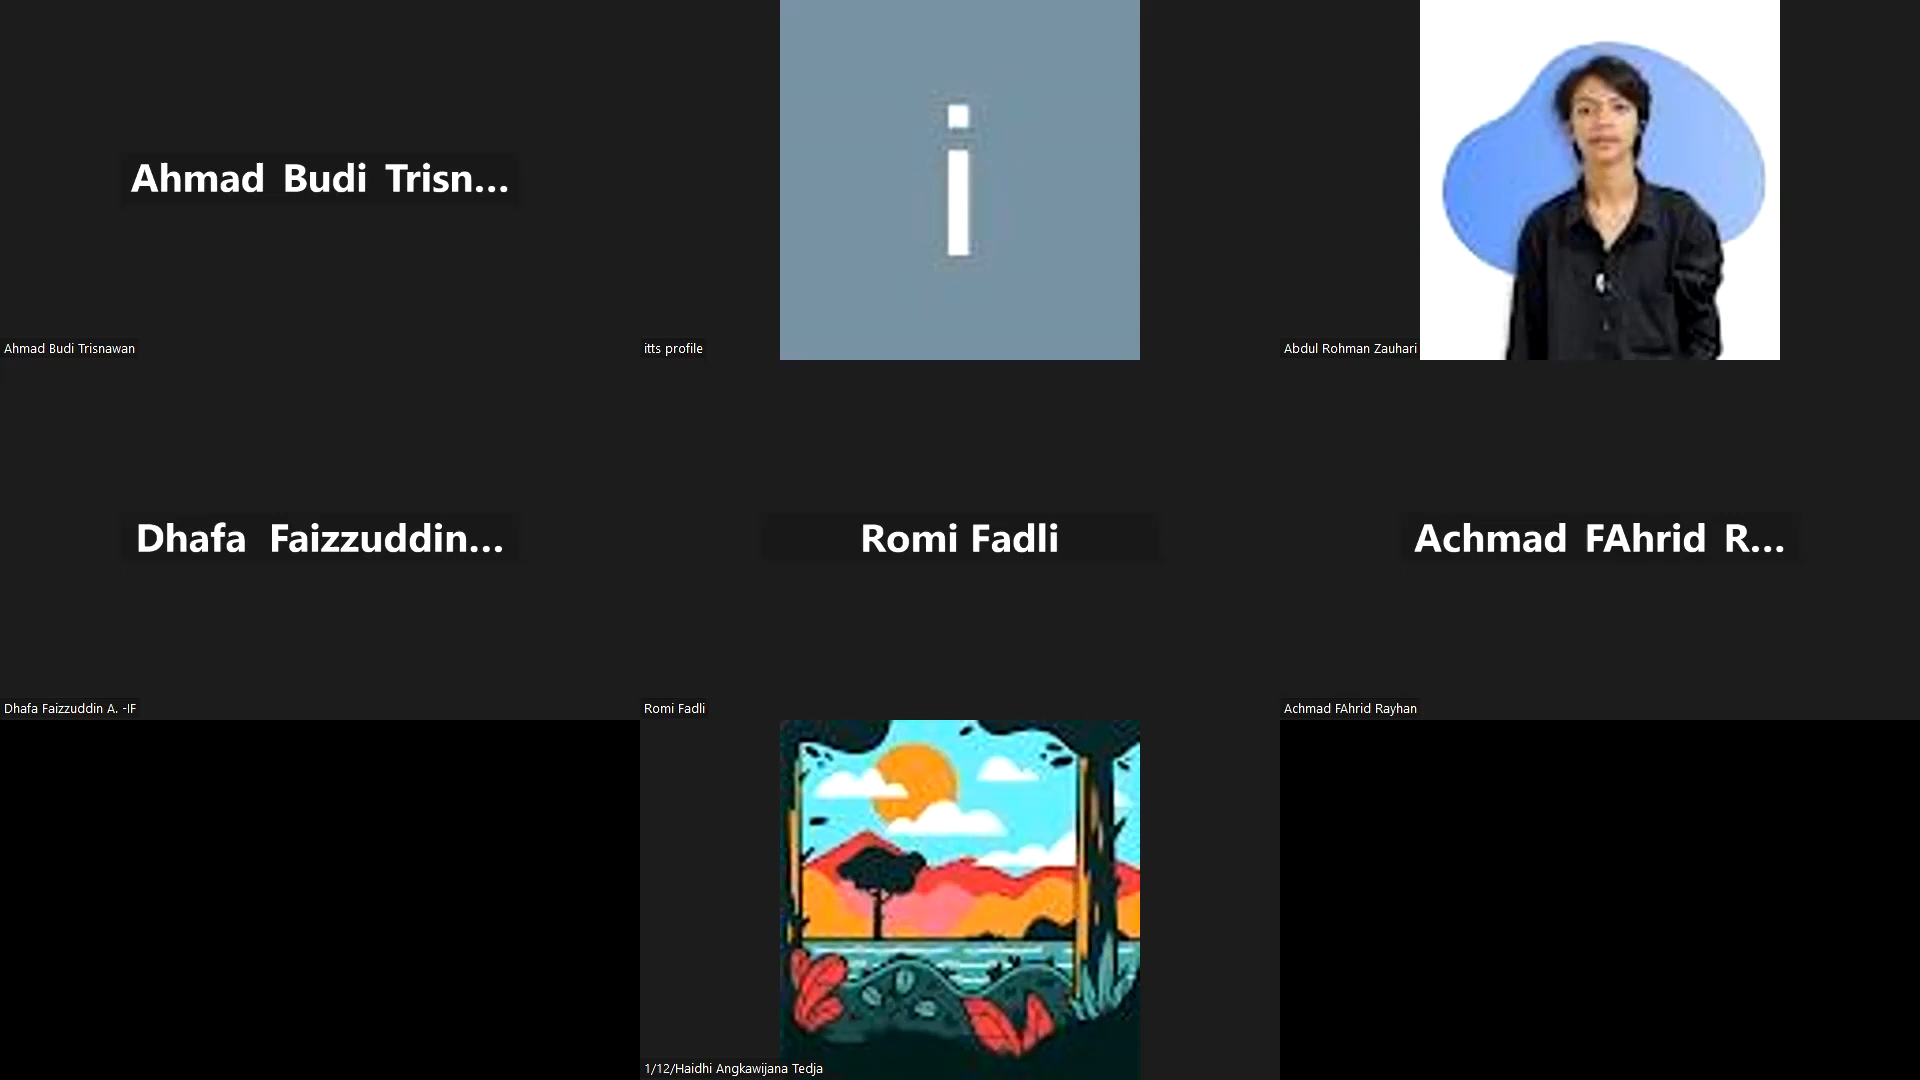 Ahmad Budi Trisn...
i
Ahmad Budi Trisnawan
itts profile
Abdul Rohman Zauhari
Dhafa Faizzuddin...
Romi Fadli
Achmad FAhrid R...
Dhafa Faizzuddin A. -IF
Romi Fadli
Achmad FAhrid Rayhan
1/12/Haidhi Angkawijana Tedja